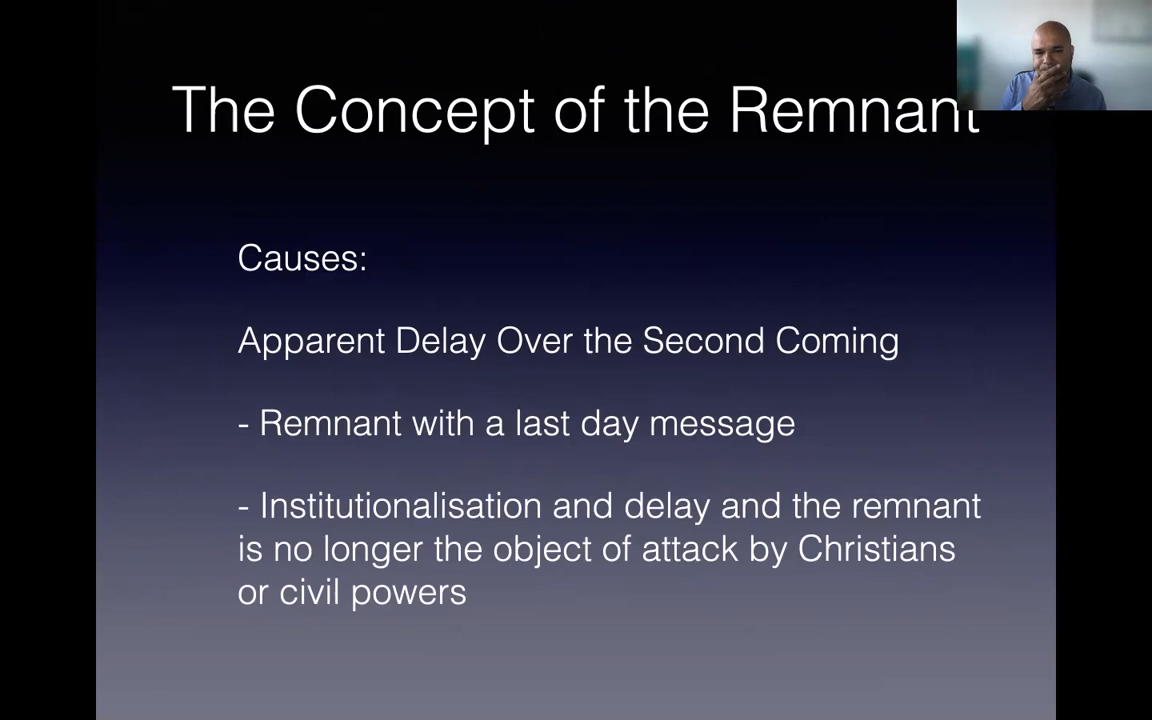 The Concept of the Remnant
Causes:
Apparent Delay Over the Second Coming
- Remnant with a last day message
- Institutionalisation and delay and the remnant
is no longer the object of attack by Christians
or civil powers